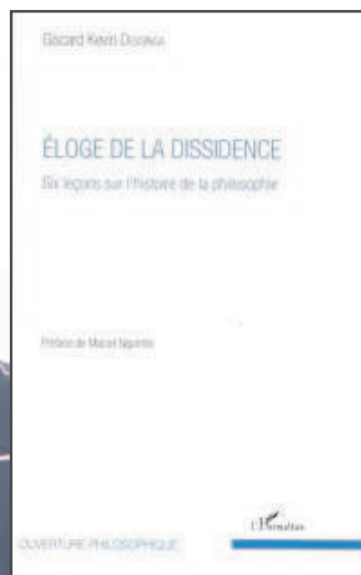 Giscard Kevin DESSINGA
ÉLOGE DE LA DISSIDENCE
Six leçons sur l'histoire de la philosophie
Préface de Marcel
L'Harmattan
OUVERTURE PHILOSOPHIQUE